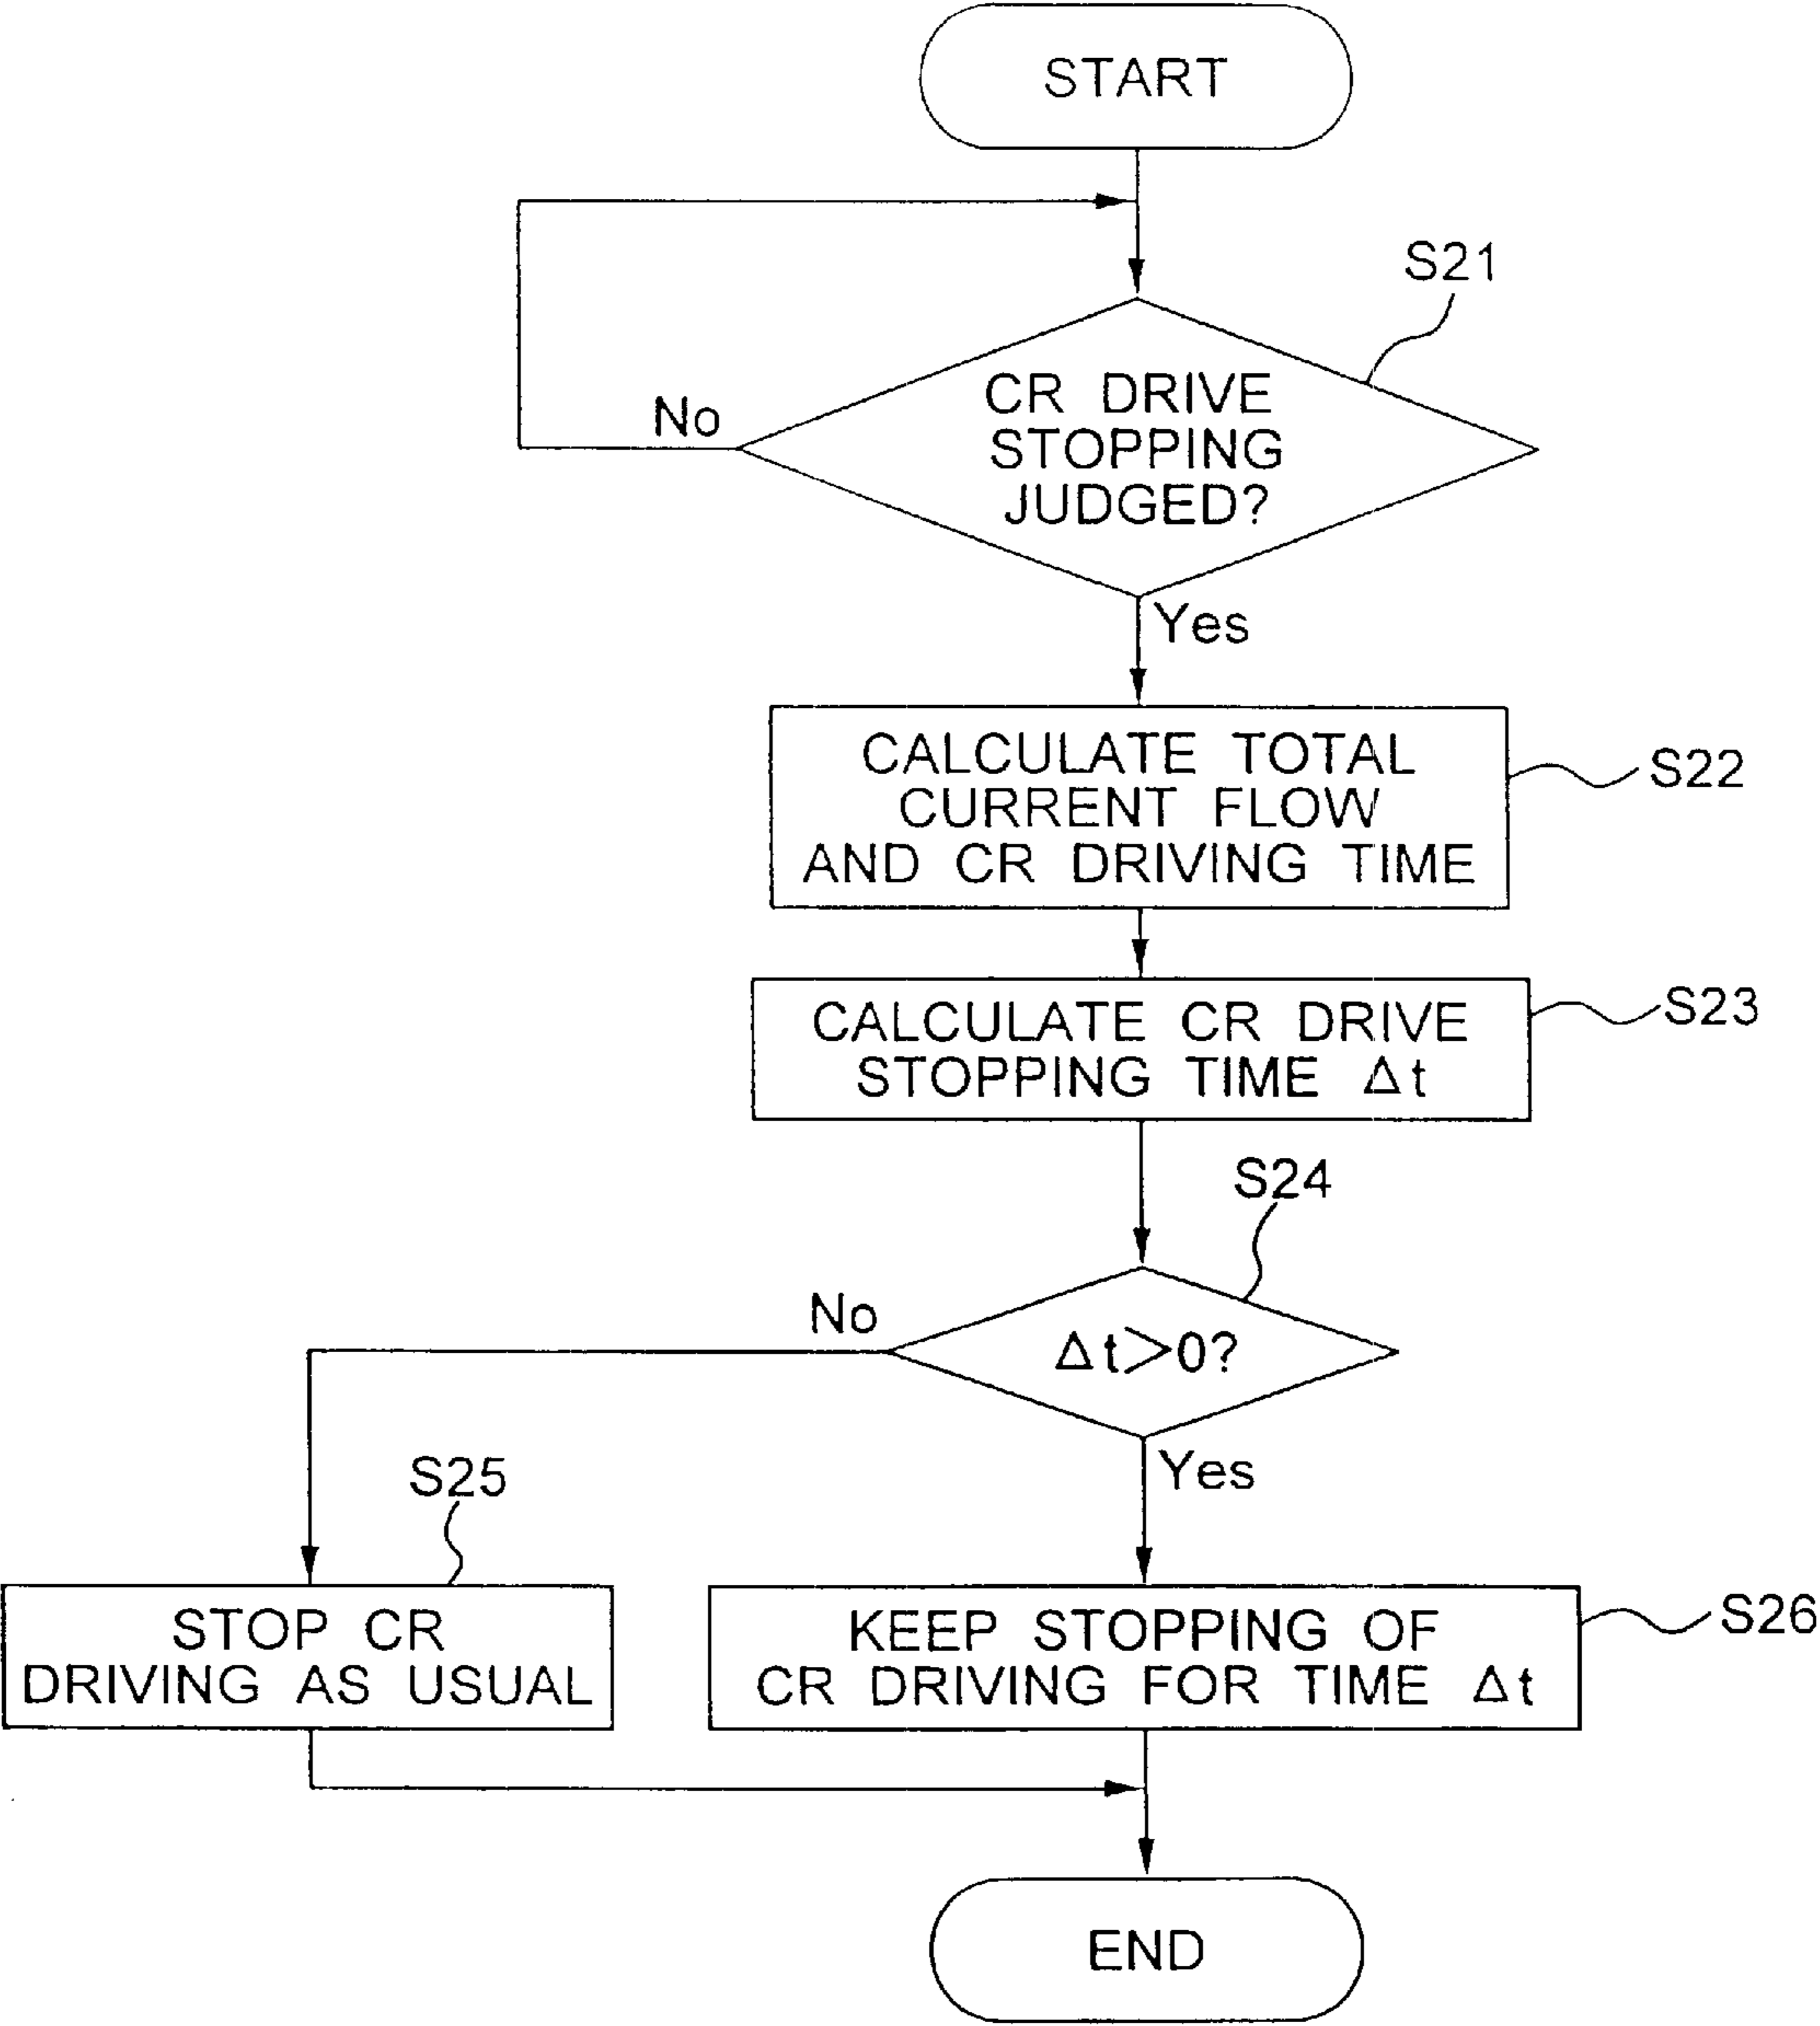 START
S21
CR DRIVE
STOPPING
JUDGED?
No
Yes
CALCULATE TOTAL
CURRENT FLOW
AND CR DRIVING TIME
S22
CALCULATE CR DRIVE
STOPPING TIME Δt
S23
S24
Δt>0?
No
Yes
S25
STOP CR
DRIVING AS USUAL
KEEP STOPPING OF
CR DRIVING FOR TIME Δt
S26
END